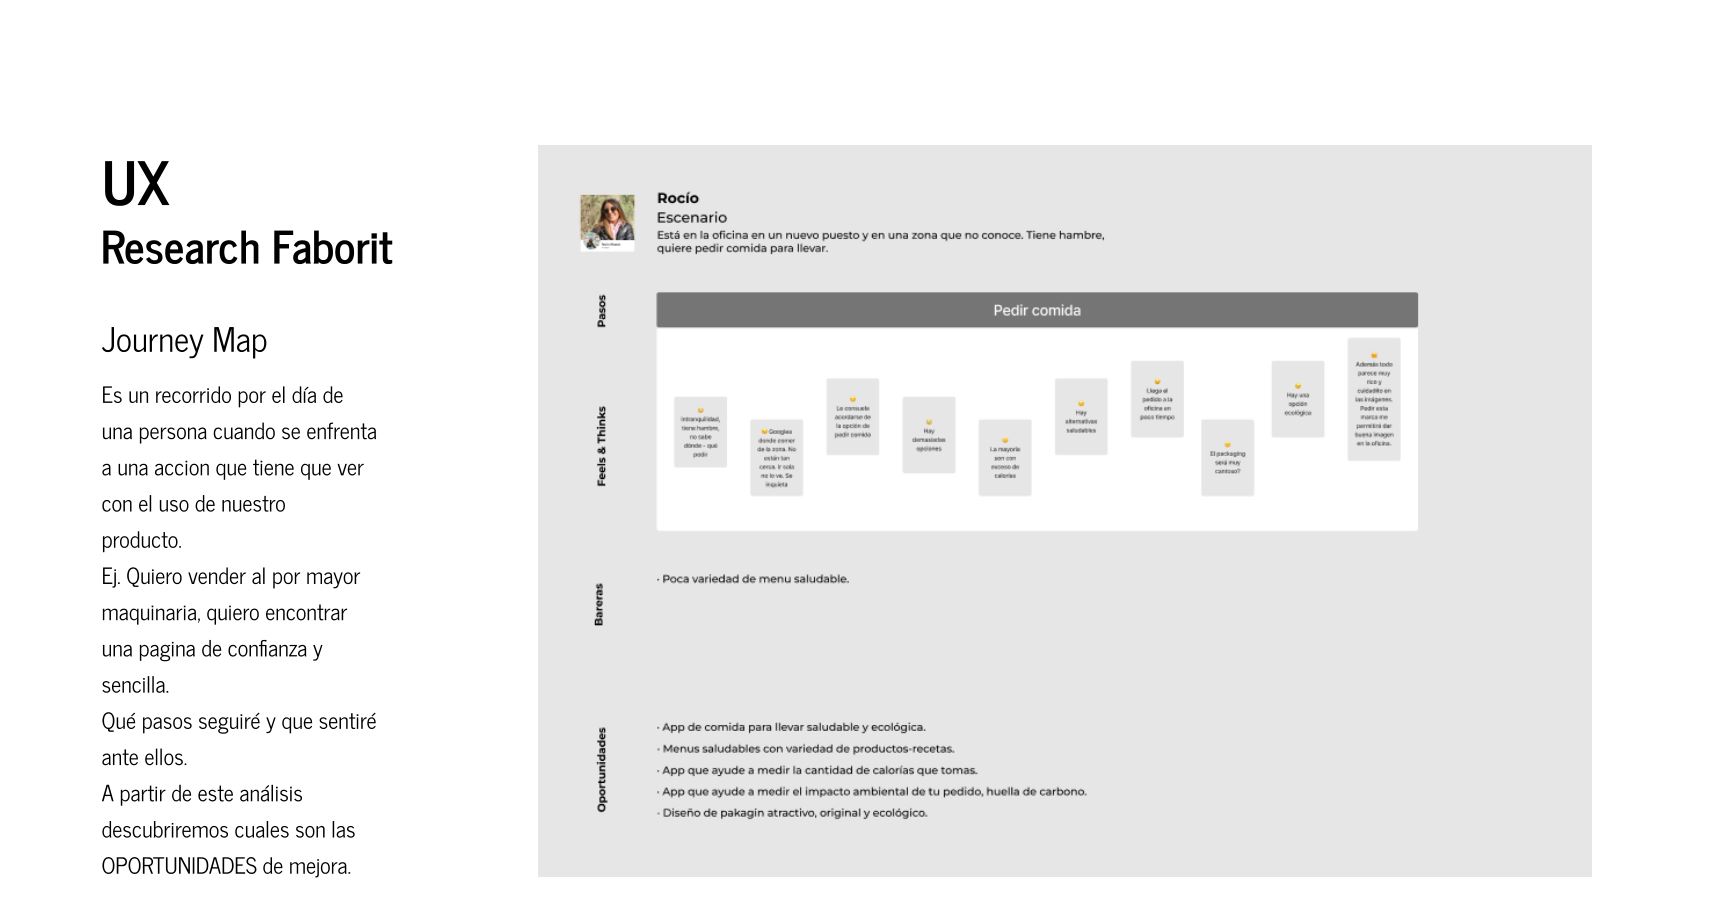 UX
Research Faborit
Journey Map
Es un recorrido por el día de
una persona cuando se enfrenta
a una accion que tiene que ver
con el uso de nuestro
producto.
Ej. Quiero vender al por mayor
maquinaria, quiero encontrar
una pagina de confianza y
sencilla.
Qué pasos seguiré y que sentiré
ante ellos.
A partir de este análisis
descubriremos cuales son las
OPORTUNIDADES de mejora.
Rocío
Escenario
Está en la oficina en un nuevo puesto y en una zona que no conoce. Tiene hambre,
quiere pedir comida para llevar.
Pasos
Pedir comida
Feels & Thinks
Intranquilidad,
tiene hambre,
no sabe
dónde - qué
pedir
Googlea
donde comer
de la zona. No
están tan
cerca. Ir sola
no lo ve. Se
inquieta
Le consuela
acordarse de
la opción de
pedir comida
Hay
demasiadas
opciones
La mayoría
son con
exceso de
calorías
Hay
alternativas
saludables
Llega el
pedido a la
oficina en
poco tiempo
El packaging
será muy
cantoso?
Hay una
opción
ecológica
Además todo
parece muy
rico y
cuidadito en
las imágenes.
Pedir esta
marca me
permitirá dar
buena imagen
en la oficina.
Bareras
· Poca variedad de menu saludable.
Oportunidades
· App de comida para llevar saludable y ecológica.
· Menus saludables con variedad de productos-recetas.
· App que ayude a medir la cantidad de calorías que tomas.
· App que ayude a medir el impacto ambiental de tu pedido, huella de carbono.
· Diseño de pakagin atractivo, original y ecológico.